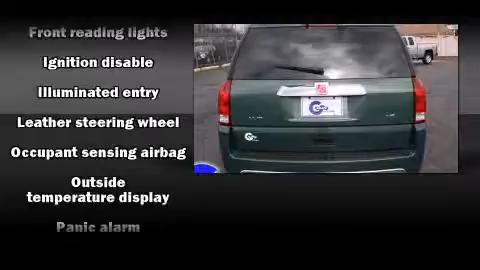 Front reading lights
Ignition disable
Illuminated entry
Leather steering wheel
Occupant sensing airbag
Outside
temperature display
Panic alarm